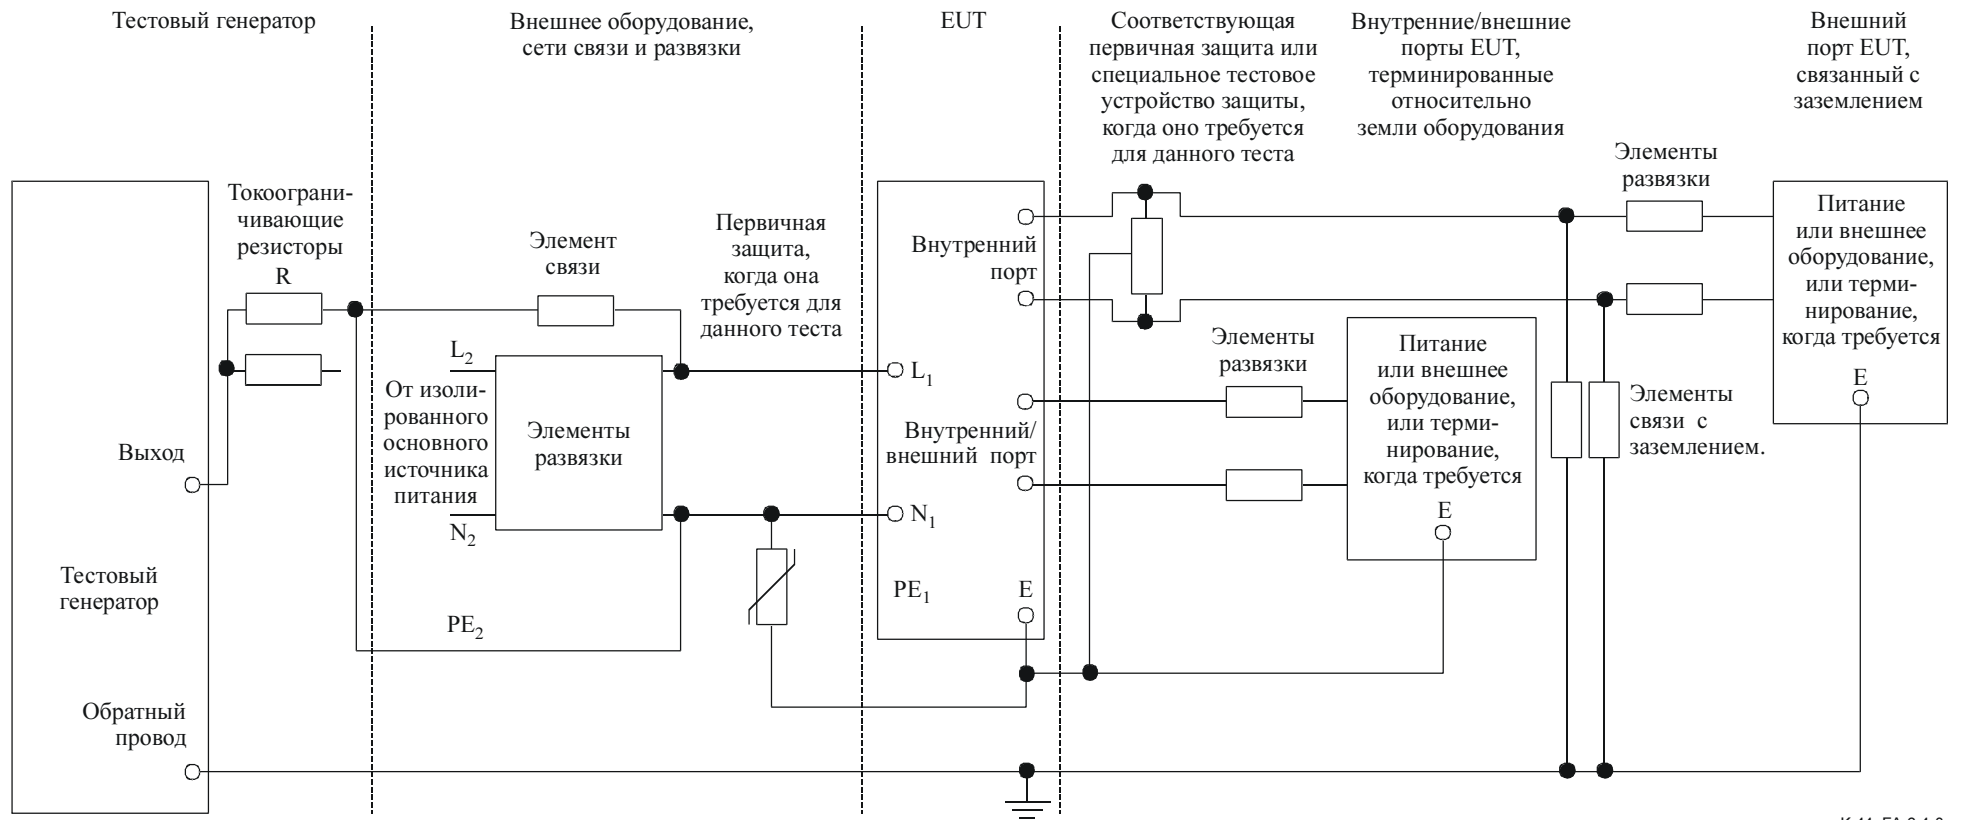 Тестовый генератор
Внешнее оборудование,
сети связи и развязки
EUT
Соответствующая
первичная защита или
специальное тестовое
устройство защиты,
когда оно требуется
для данного теста
Внутренние/внешние
порты EUT,
терминированные
относительно
земли оборудования
Внешний
порт EUT,
связанный с
заземлением
Токоограни-
чивающие
резисторы
R
Элемент
связи
Первичная
защита,
когда она
требуется для
данного теста
Внутренний
порт
Элементы
развязки
Питание
или внешнее
оборудование,
или терми-
нирование,
когда требуется
E
L2
От изоли-
рованного
основного
источника
питания
N2
Элементы
развязки
L1
Внутренний/
внешний порт
N1
Элементы
развязки
Питание
или внешнее
оборудование,
или терми-
нирование,
когда требуется
E
Элементы
связи с
заземлением.
Выход
Тестовый
генератор
PE2
PE1
E
Обратный
провод